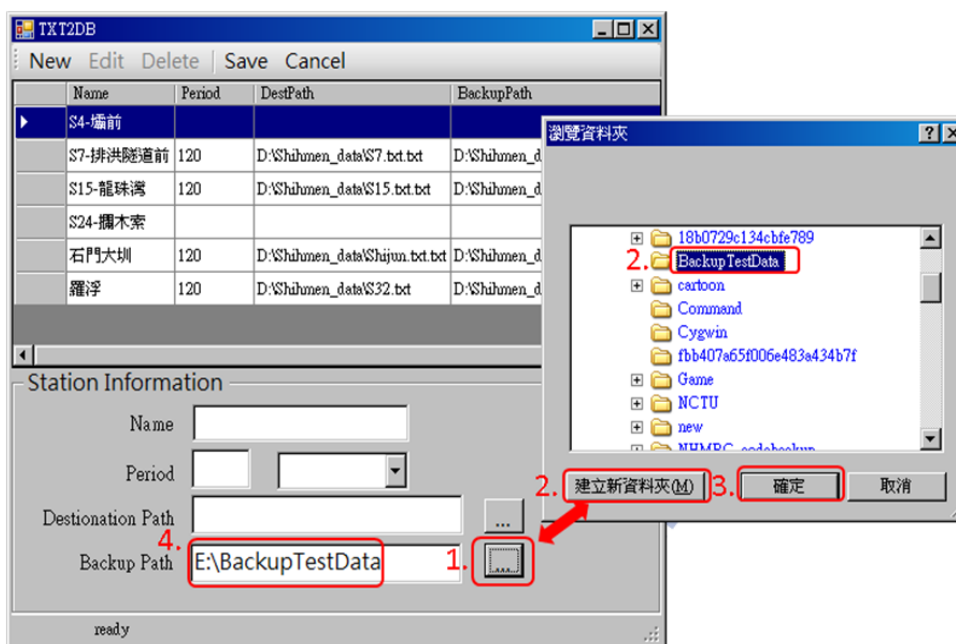 TXT2DB
New Edit Delete Save Cancel
Name Period DestPath BackupPath
S4-壩前
S7-排洪隧道前 120 D:\Shihmen_data\S7.txt.txt D:\Shihmen_d
S15-龍珠灣 120 D:\Shihmen_data\S15.txt.txt D:\Shihmen_d
S24-攔木索
石門大圳 120 D:\Shihmen_data\Shijun.txt.txt D:\Shihmen_d
羅浮 120 D:\Shihmen_data\S32.txt D:\Shihmen_d
Station Information
Name
Period
Destionation Path ...
4.
Backup Path E:\BackupTestData 1. ...
ready
瀏覽資料夾
18b0729c134cbfe789
2. BackupTestData
cartoon
Command
Cygwin
fbb407a65f006e483a434b7f
Game
NCTU
new
2. 建立新資料夾(M) 3. 確定 取消